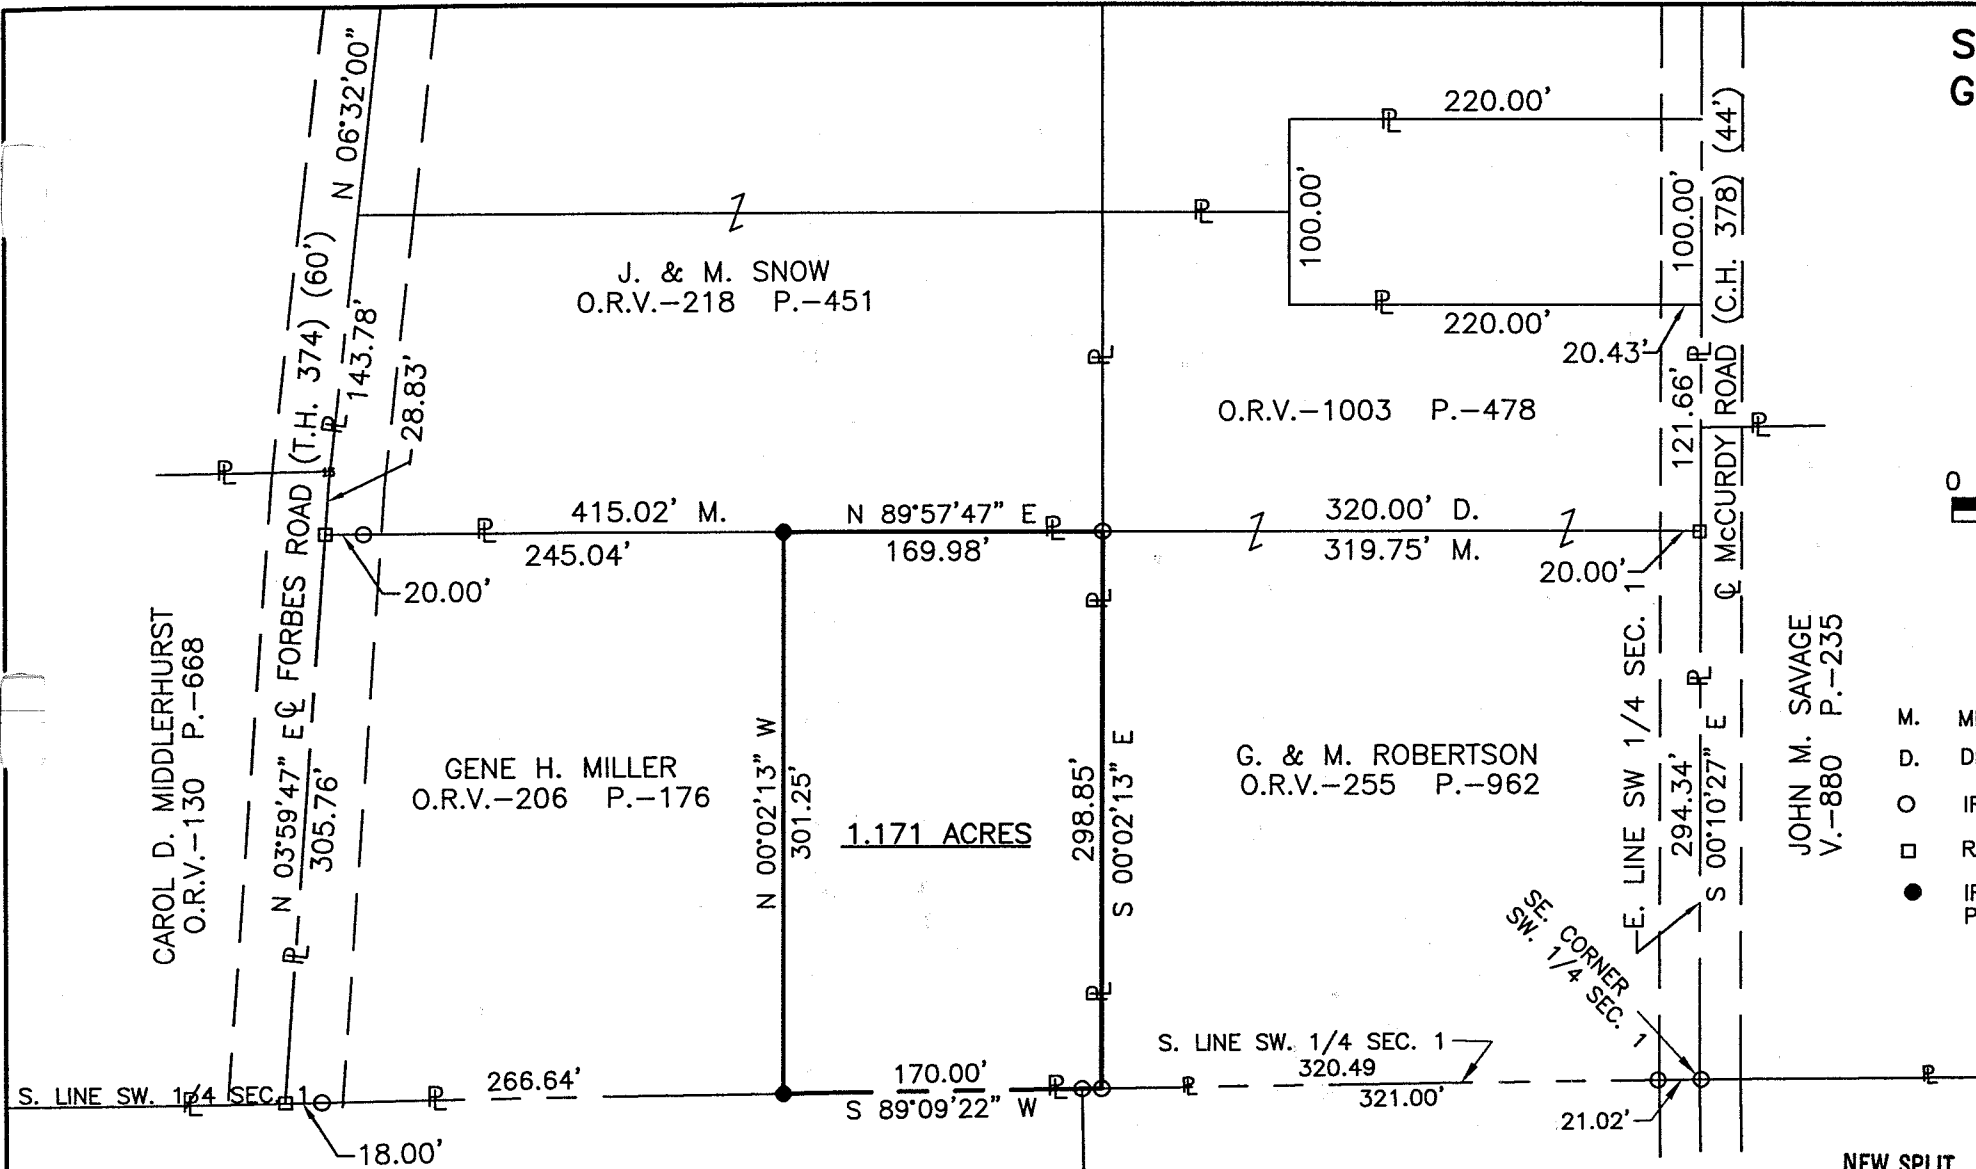 S
G
N 06°32'00"
220.00'
(C.H. 378) (44')
100.00'
100.00'
220.00'
20.43'
J. & M. SNOW
O.R.V.-218 P.-451
FORBES ROAD (T.H. 374) (60')
143.78'
28.83'
O.R.V.-1003 P.-478
121.66'
McCURDY ROAD
0
415.02' M.
245.04'
20.00'
N 89°57'47" E
169.98'
320.00' D.
319.75' M.
20.00'
CAROL D. MIDDLERHURST
O.R.V.-130 P.-668
N 03°59'47" E
305.76'
GENE H. MILLER
O.R.V.-206 P.-176
N 00°02'13" W
301.25'
1.171 ACRES
298.85'
S 00°02'13" E
G. & M. ROBERTSON
O.R.V.-255 P.-962
E. LINE SW 1/4 SEC. 1
294.34'
S 00°10'27" E
JOHN M. SAVAGE
V.-880 P.-235
M.
D.
SE. CORNER
SW. 1/4 SEC. 1
S. LINE SW. 1/4 SEC. 1
266.64'
18.00'
170.00'
S 89°09'22" W
S. LINE SW. 1/4 SEC. 1
320.49
321.00'
21.02'
NEW SPLIT